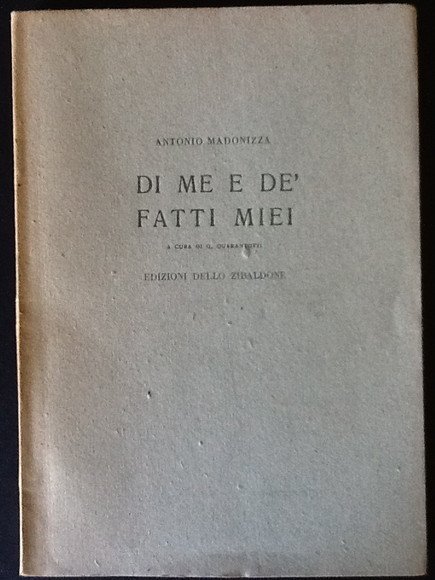 ANTONIO MADONIZZA
DI ME E DE'
FATTI MIEI
A CURA DI G. QUARANTOTTI
EDIZIONI DELLO ZIBALDONE